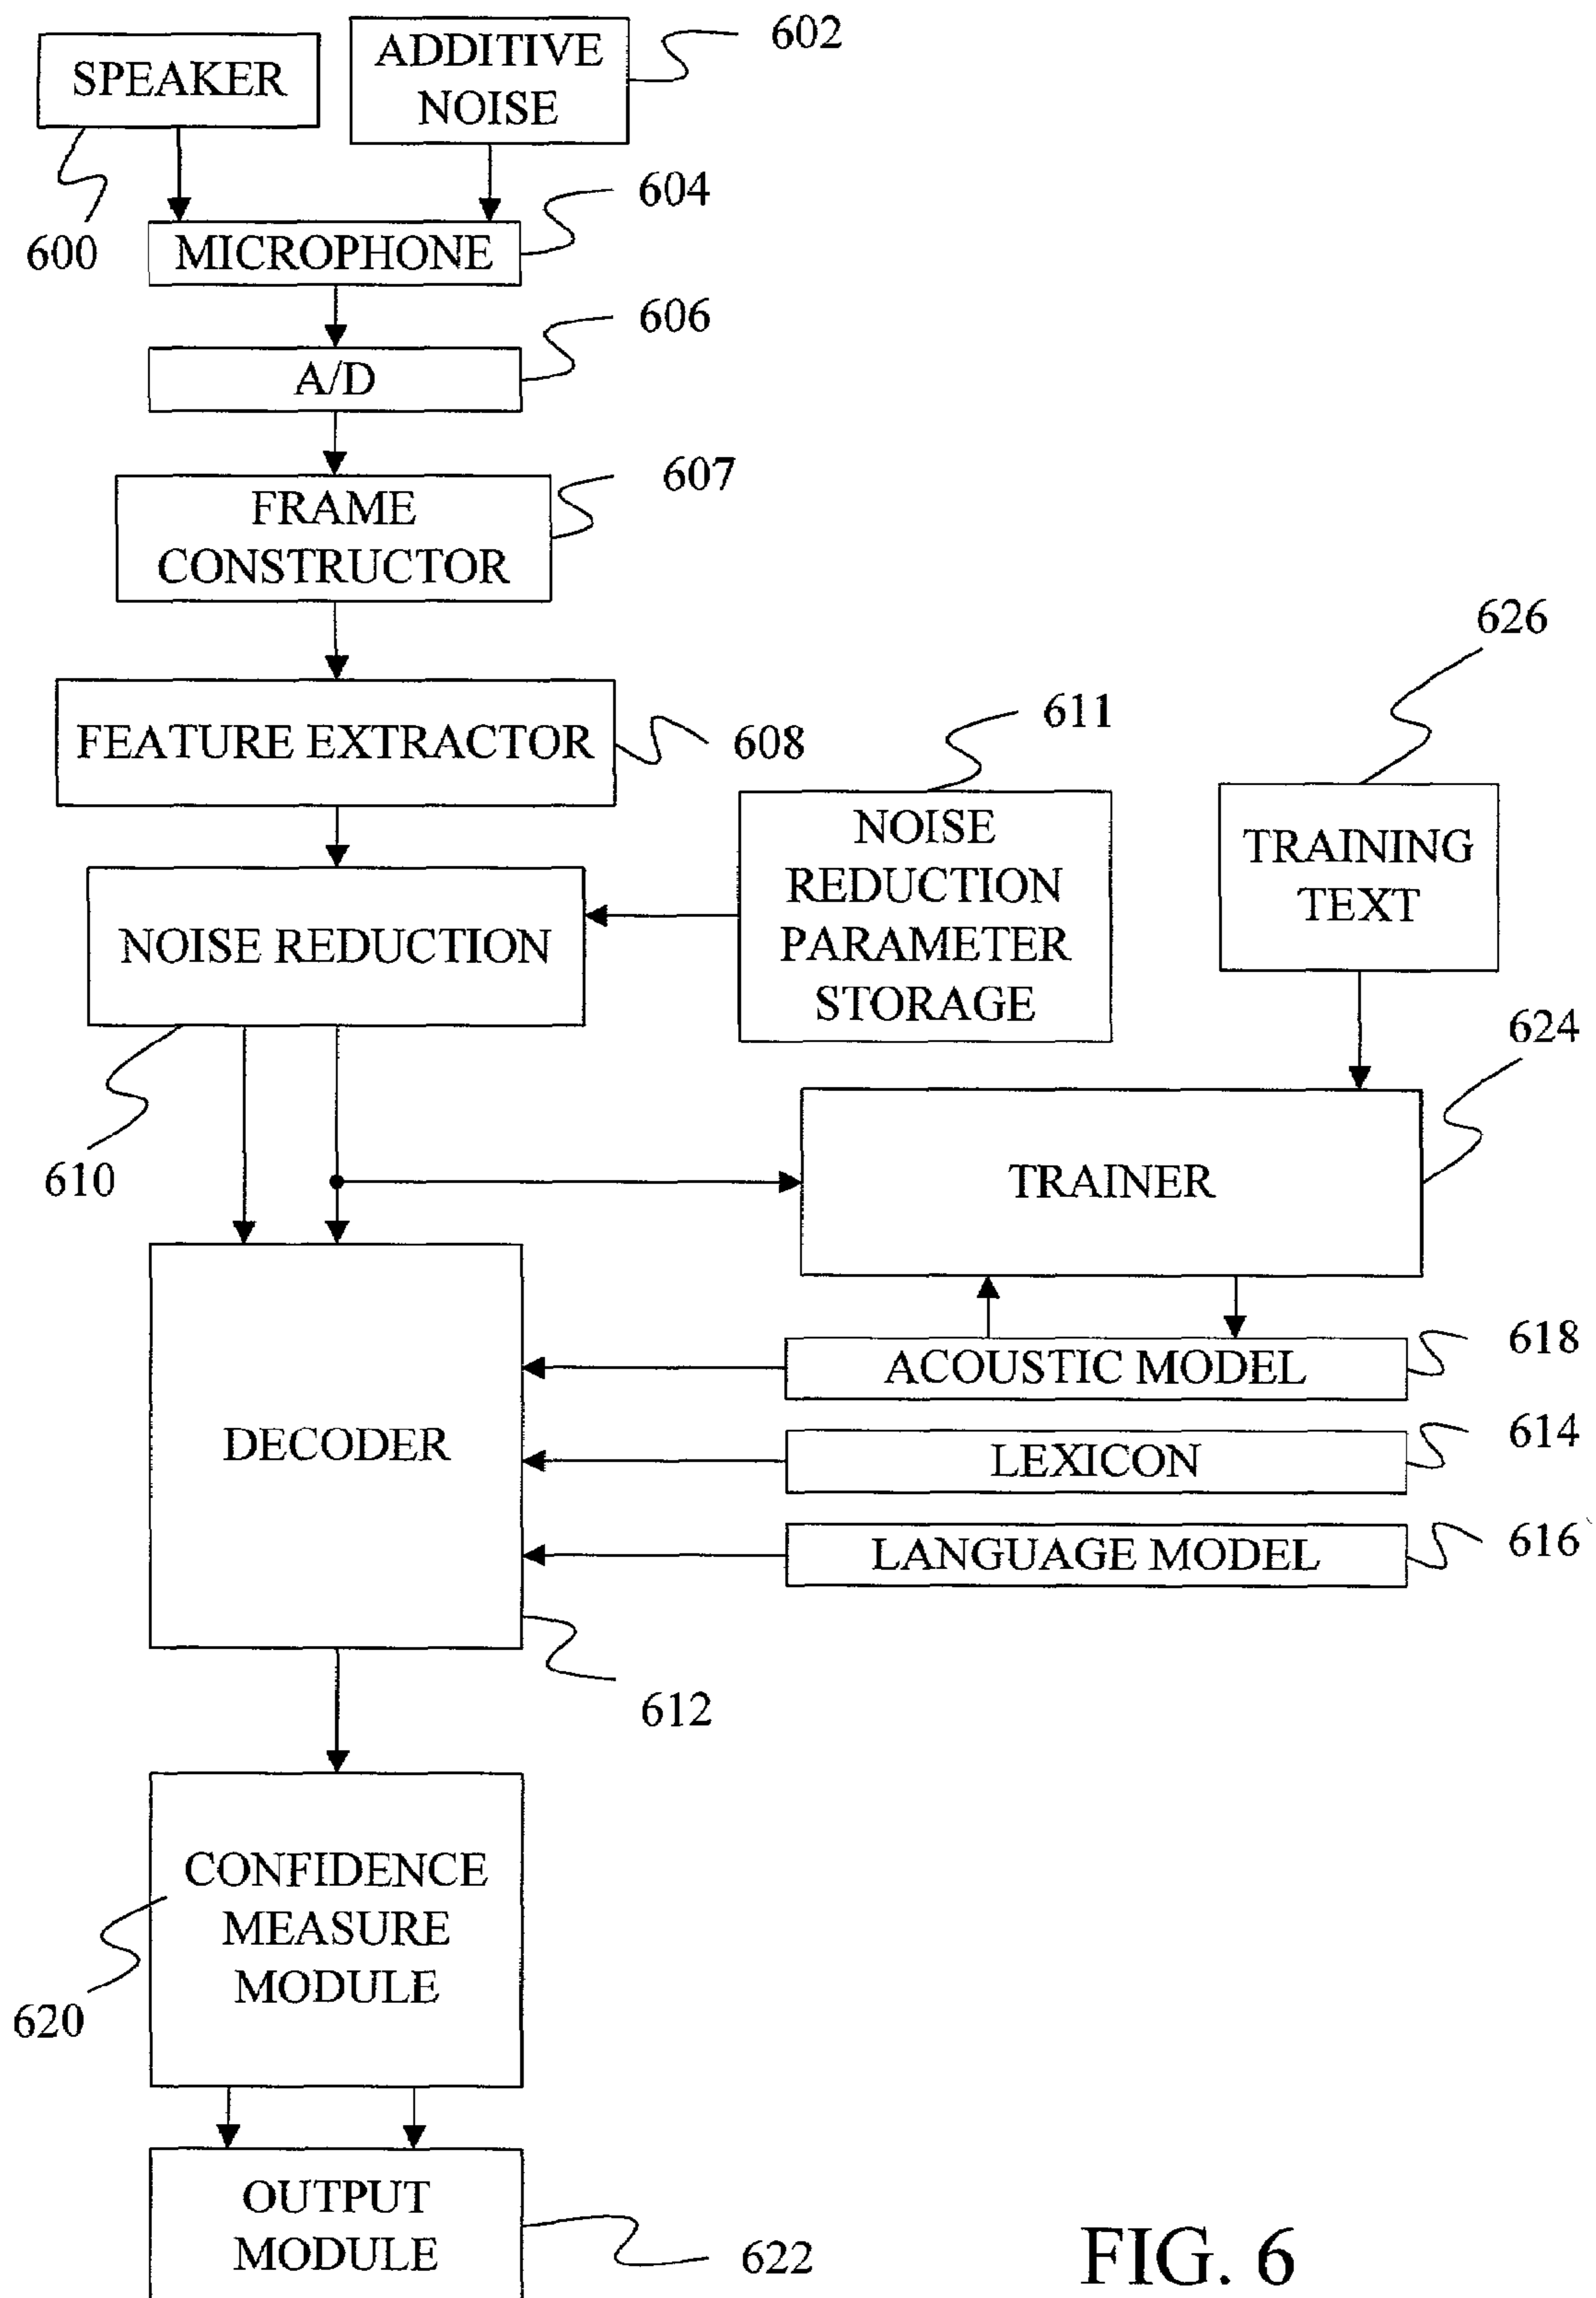 SPEAKER
ADDITIVE
NOISE
602
600
604
MICROPHONE
606
A/D
607
FRAME
CONSTRUCTOR
626
611
FEATURE EXTRACTOR
608
NOISE
REDUCTION
PARAMETER
STORAGE
TRAINING
TEXT
NOISE REDUCTION
624
610
TRAINER
618
ACOUSTIC MODEL
DECODER
614
LEXICON
616
LANGUAGE MODEL
612
CONFIDENCE
MEASURE
MODULE
620
OUTPUT
MODULE
622
FIG. 6